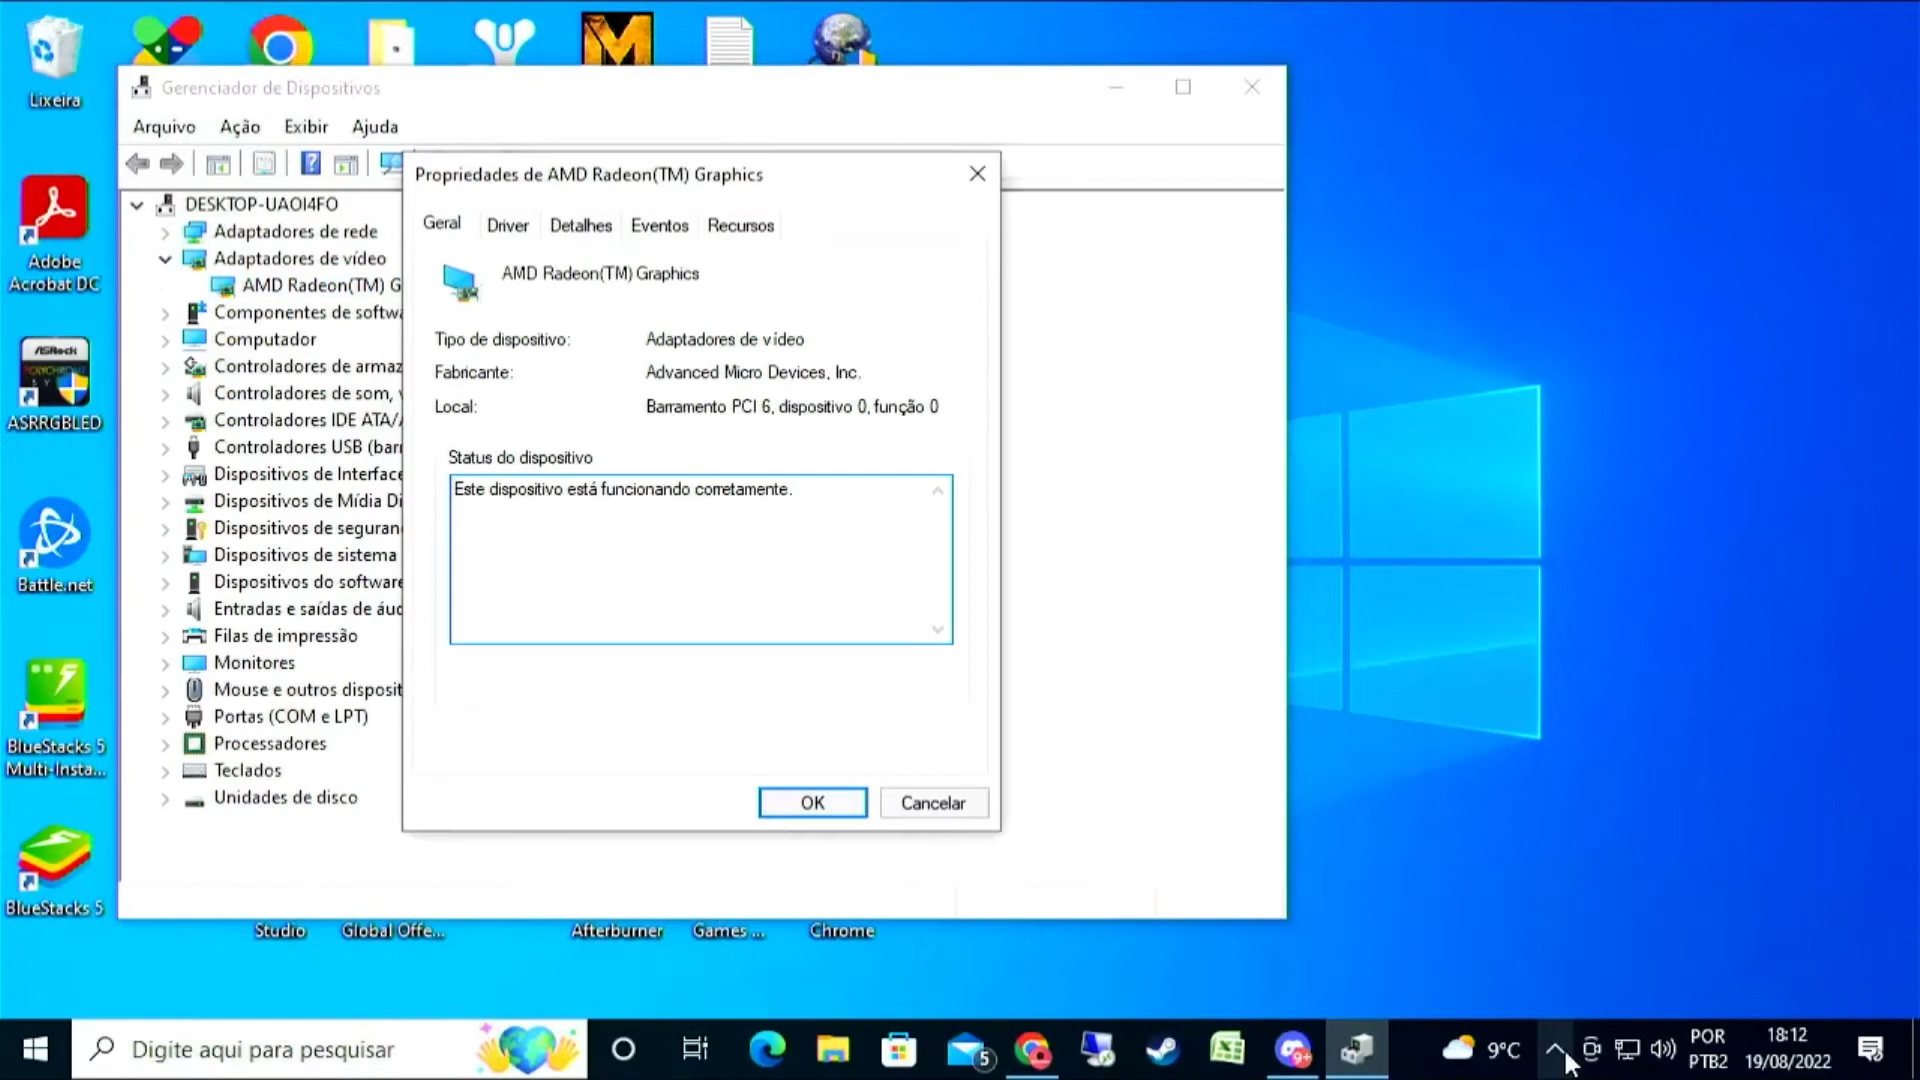 Lixeira
Adobe
Acrobat DC
ASRock
POLYCHROME
ASRRGBLED
Battle.net
BlueStacks 5
Multi-Insta...
BlueStacks 5
Gerenciador de Dispositivos
Arquivo Ação Exibir Ajuda
DESKTOP-UAOI4FO
Adaptadores de rede
Adaptadores de vídeo
AMD Radeon(TM) G
Componentes de softwa
Computador
Controladores de armaz
Controladores de som, v
Controladores IDE ATA/A
Controladores USB (barr
Dispositivos de Interface
Dispositivos de Mídia Di
Dispositivos de seguran
Dispositivos de sistema
Dispositivos do software
Entradas e saídas de áud
Filas de impressão
Monitores
Mouse e outros disposit
Portas (COM e LPT)
Processadores
Teclados
Unidades de disco
Propriedades de AMD Radeon(TM) Graphics
Geral Driver Detalhes Eventos Recursos
AMD Radeon(TM) Graphics
Tipo de dispositivo: Adaptadores de vídeo
Fabricante: Advanced Micro Devices, Inc.
Local: Barramento PCI 6, dispositivo 0, função 0
Status do dispositivo
Este dispositivo está funcionando corretamente.
OK Cancelar
Studio Global Offe... Afterburner Games ... Chrome
Digite aqui para pesquisar
5
9+
9°C
POR
PTB2
18:12
19/08/2022